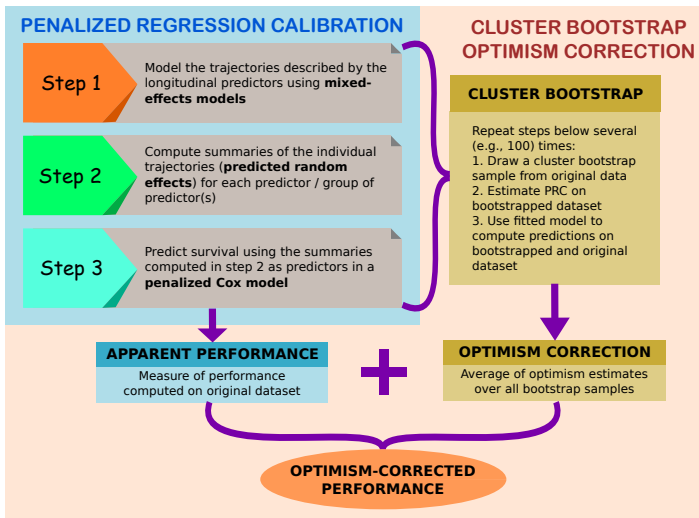 PENALIZED REGRESSION CALIBRATION
Step 1
Model the trajectories described by the
longitudinal predictors using mixed-
effects models
Step 2
Compute summaries of the individual
trajectories (predicted random
effects) for each predictor / group of
predictor(s)
Step 3
Predict survival using the summaries
computed in step 2 as predictors in a
penalized Cox model
CLUSTER BOOTSTRAP
OPTIMISM CORRECTION
CLUSTER BOOTSTRAP
Repeat steps below several
(e.g., 100) times:
1. Draw a cluster bootstrap
sample from original data
2. Estimate PRC on
bootstrapped dataset
3. Use fitted model to
compute predictions on
bootstrapped and original
dataset
APPARENT PERFORMANCE
Measure of performance
computed on original dataset
OPTIMISM CORRECTION
Average of optimism estimates
over all bootstrap samples
OPTIMISM-CORRECTED
PERFORMANCE